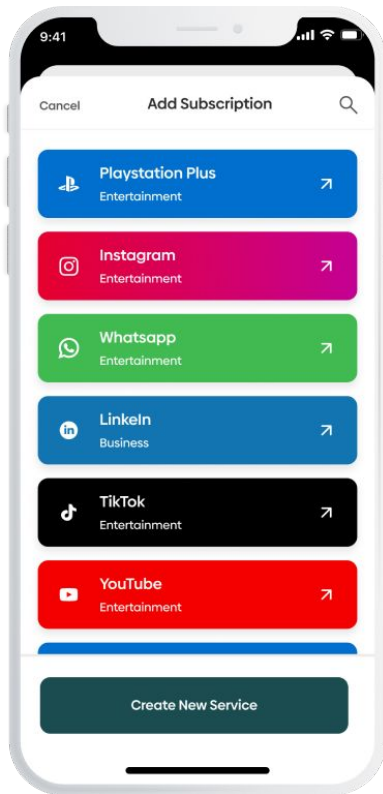 9:41
Cancel Add Subscription
Playstation Plus
Entertainment
Instagram
Entertainment
Whatsapp
Entertainment
LinkeIn
Business
TikTok
Entertainment
YouTube
Entertainment
Create New Service